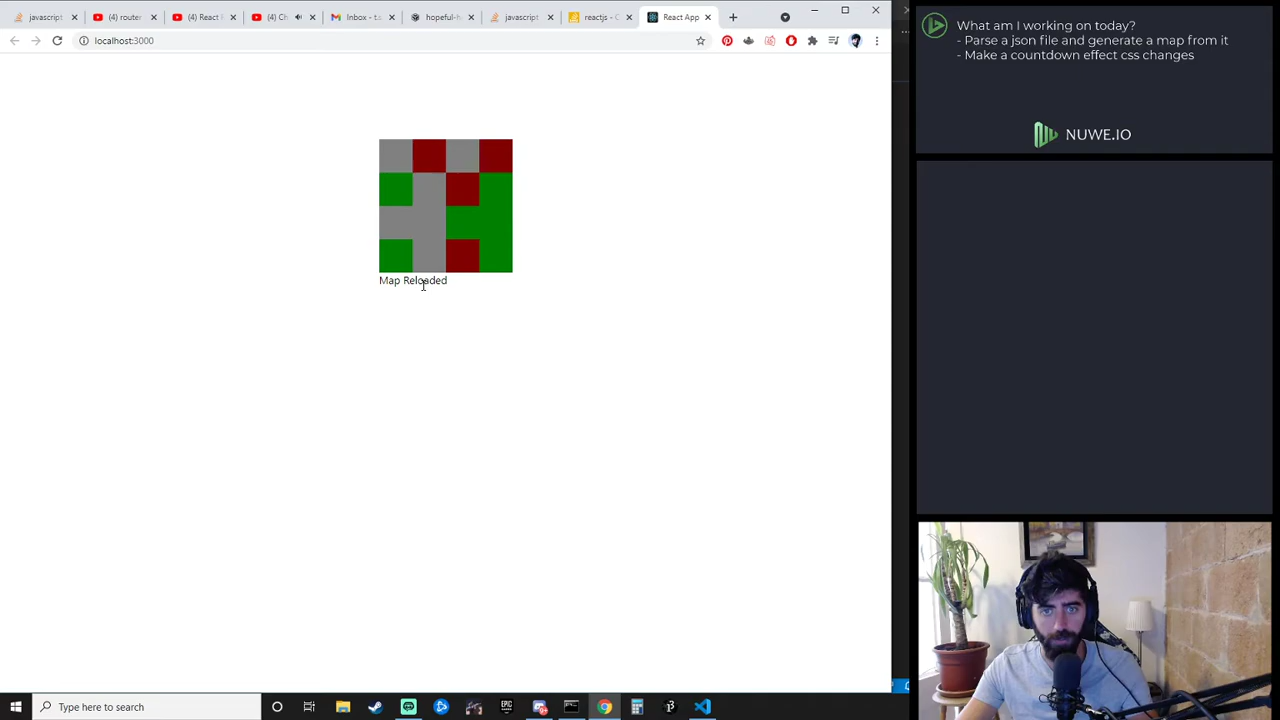 javascript
(4) router
(4) React
(4) Ch
Inbox - t.
hopeful-h
javascript
reactjs - C
React App
localhost:3000
Map Reloaded
What am I working on today?
- Parse a json file and generate a map from it
- Make a countdown effect css changes
NUWE.IO
Type here to search
EPIC